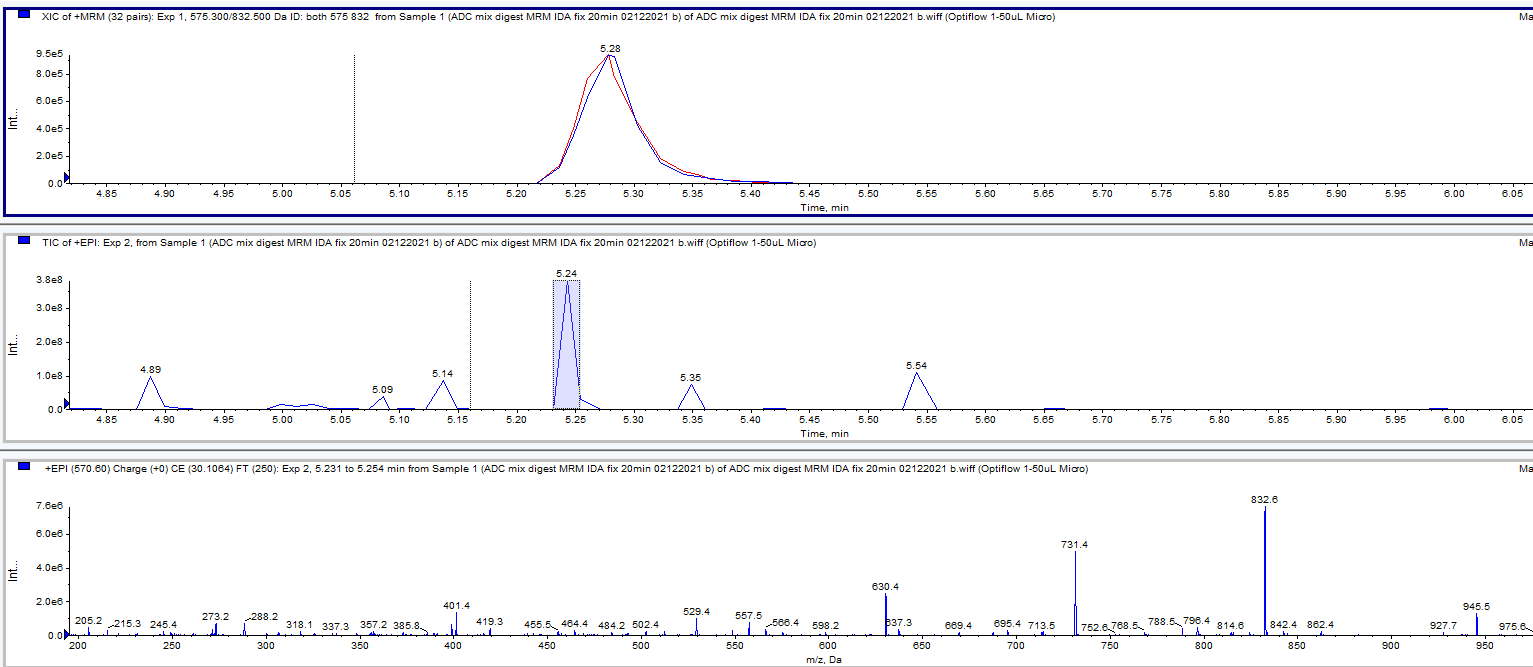 XIC of +MRM (32 pairs): Exp 1, 575.300/832.500 Da ID: both 575 832  from Sample 1 (ADC mix digest MRM IDA fix 20min 02122021 b) of ADC mix digest MRM IDA fix 20min 02122021 b.wiff (Optiflow 1-50uL Micro) Ma
5.28
9.5e5
8.0e5
6.0e5
4.0e5
2.0e5
0.0
Int...
4.85 4.90 4.95 5.00 5.05 5.10 5.15 5.20 5.25 5.30 5.35 5.40 5.45 5.50 5.55 5.60 5.65 5.70 5.75 5.80 5.85 5.90 5.95 6.00 6.05
Time, min
TIC of +EPI: Exp 2, from Sample 1 (ADC mix digest MRM IDA fix 20min 02122021 b) of ADC mix digest MRM IDA fix 20min 02122021 b.wiff (Optiflow 1-50uL Micro) Ma
3.8e8
3.0e8
2.0e8
1.0e8
0.0
Int...
4.89 5.09 5.14 5.24 5.35 5.54
4.85 4.90 4.95 5.00 5.05 5.10 5.15 5.20 5.25 5.30 5.35 5.40 5.45 5.50 5.55 5.60 5.65 5.70 5.75 5.80 5.85 5.90 5.95 6.00 6.05
Time, min
+EPI (570.60) Charge (+0) CE (30.1064) FT (250): Exp 2, 5.231 to 5.254 min from Sample 1 (ADC mix digest MRM IDA fix 20min 02122021 b) of ADC mix digest MRM IDA fix 20min 02122021 b.wiff (Optiflow 1-50uL Micro) Ma
7.6e6
6.0e6
4.0e6
2.0e6
0.0
Int...
205.2 215.3 245.4 273.2 288.2 318.1 337.3 357.2 385.8 401.4 419.3 455.5 464.4 484.2 502.4 529.4 557.5 566.4 598.2 630.4 637.3 669.4 695.4 713.5 731.4 752.6 768.5 788.5 796.4 814.6 832.6 842.4 862.4 927.7 945.5 975.6
200 250 300 350 400 450 500 550 600 650 700 750 800 850 900 950
m/z, Da